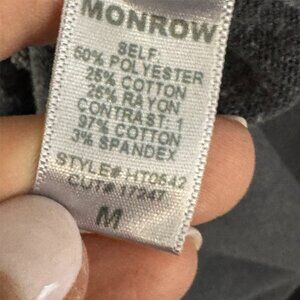 MONROW
SELF
50% POLYESTER
25% COTTON
25% RAYON
CONTRAST 1
97% COTTON
3% SPANDEX
STYLE# HT0542
CUT# 17247
M